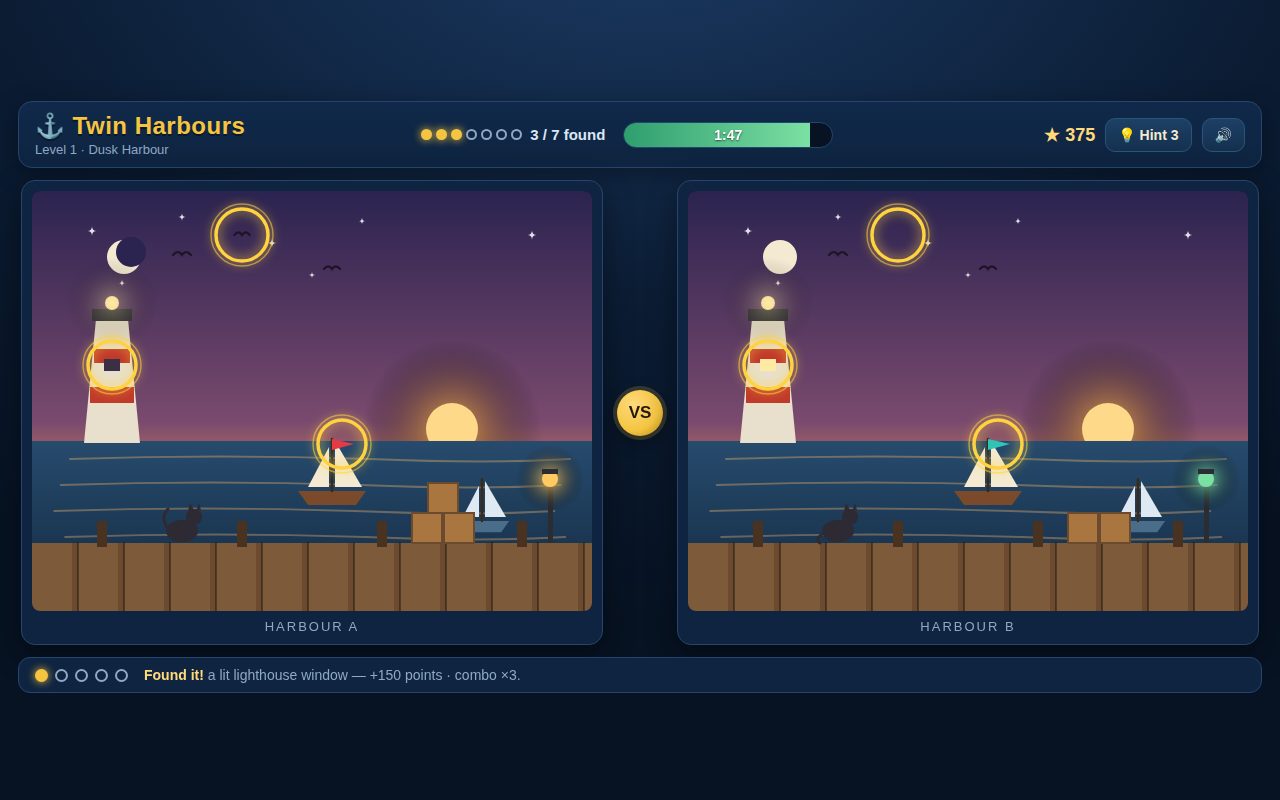 ⚓ Twin Harbours
Level 1 · Dusk Harbour
3 / 7 found
1:47
★ 375
💡 Hint 3
🔊
VS
HARBOUR A
HARBOUR B
Found it! a lit lighthouse window — +150 points · combo ×3.